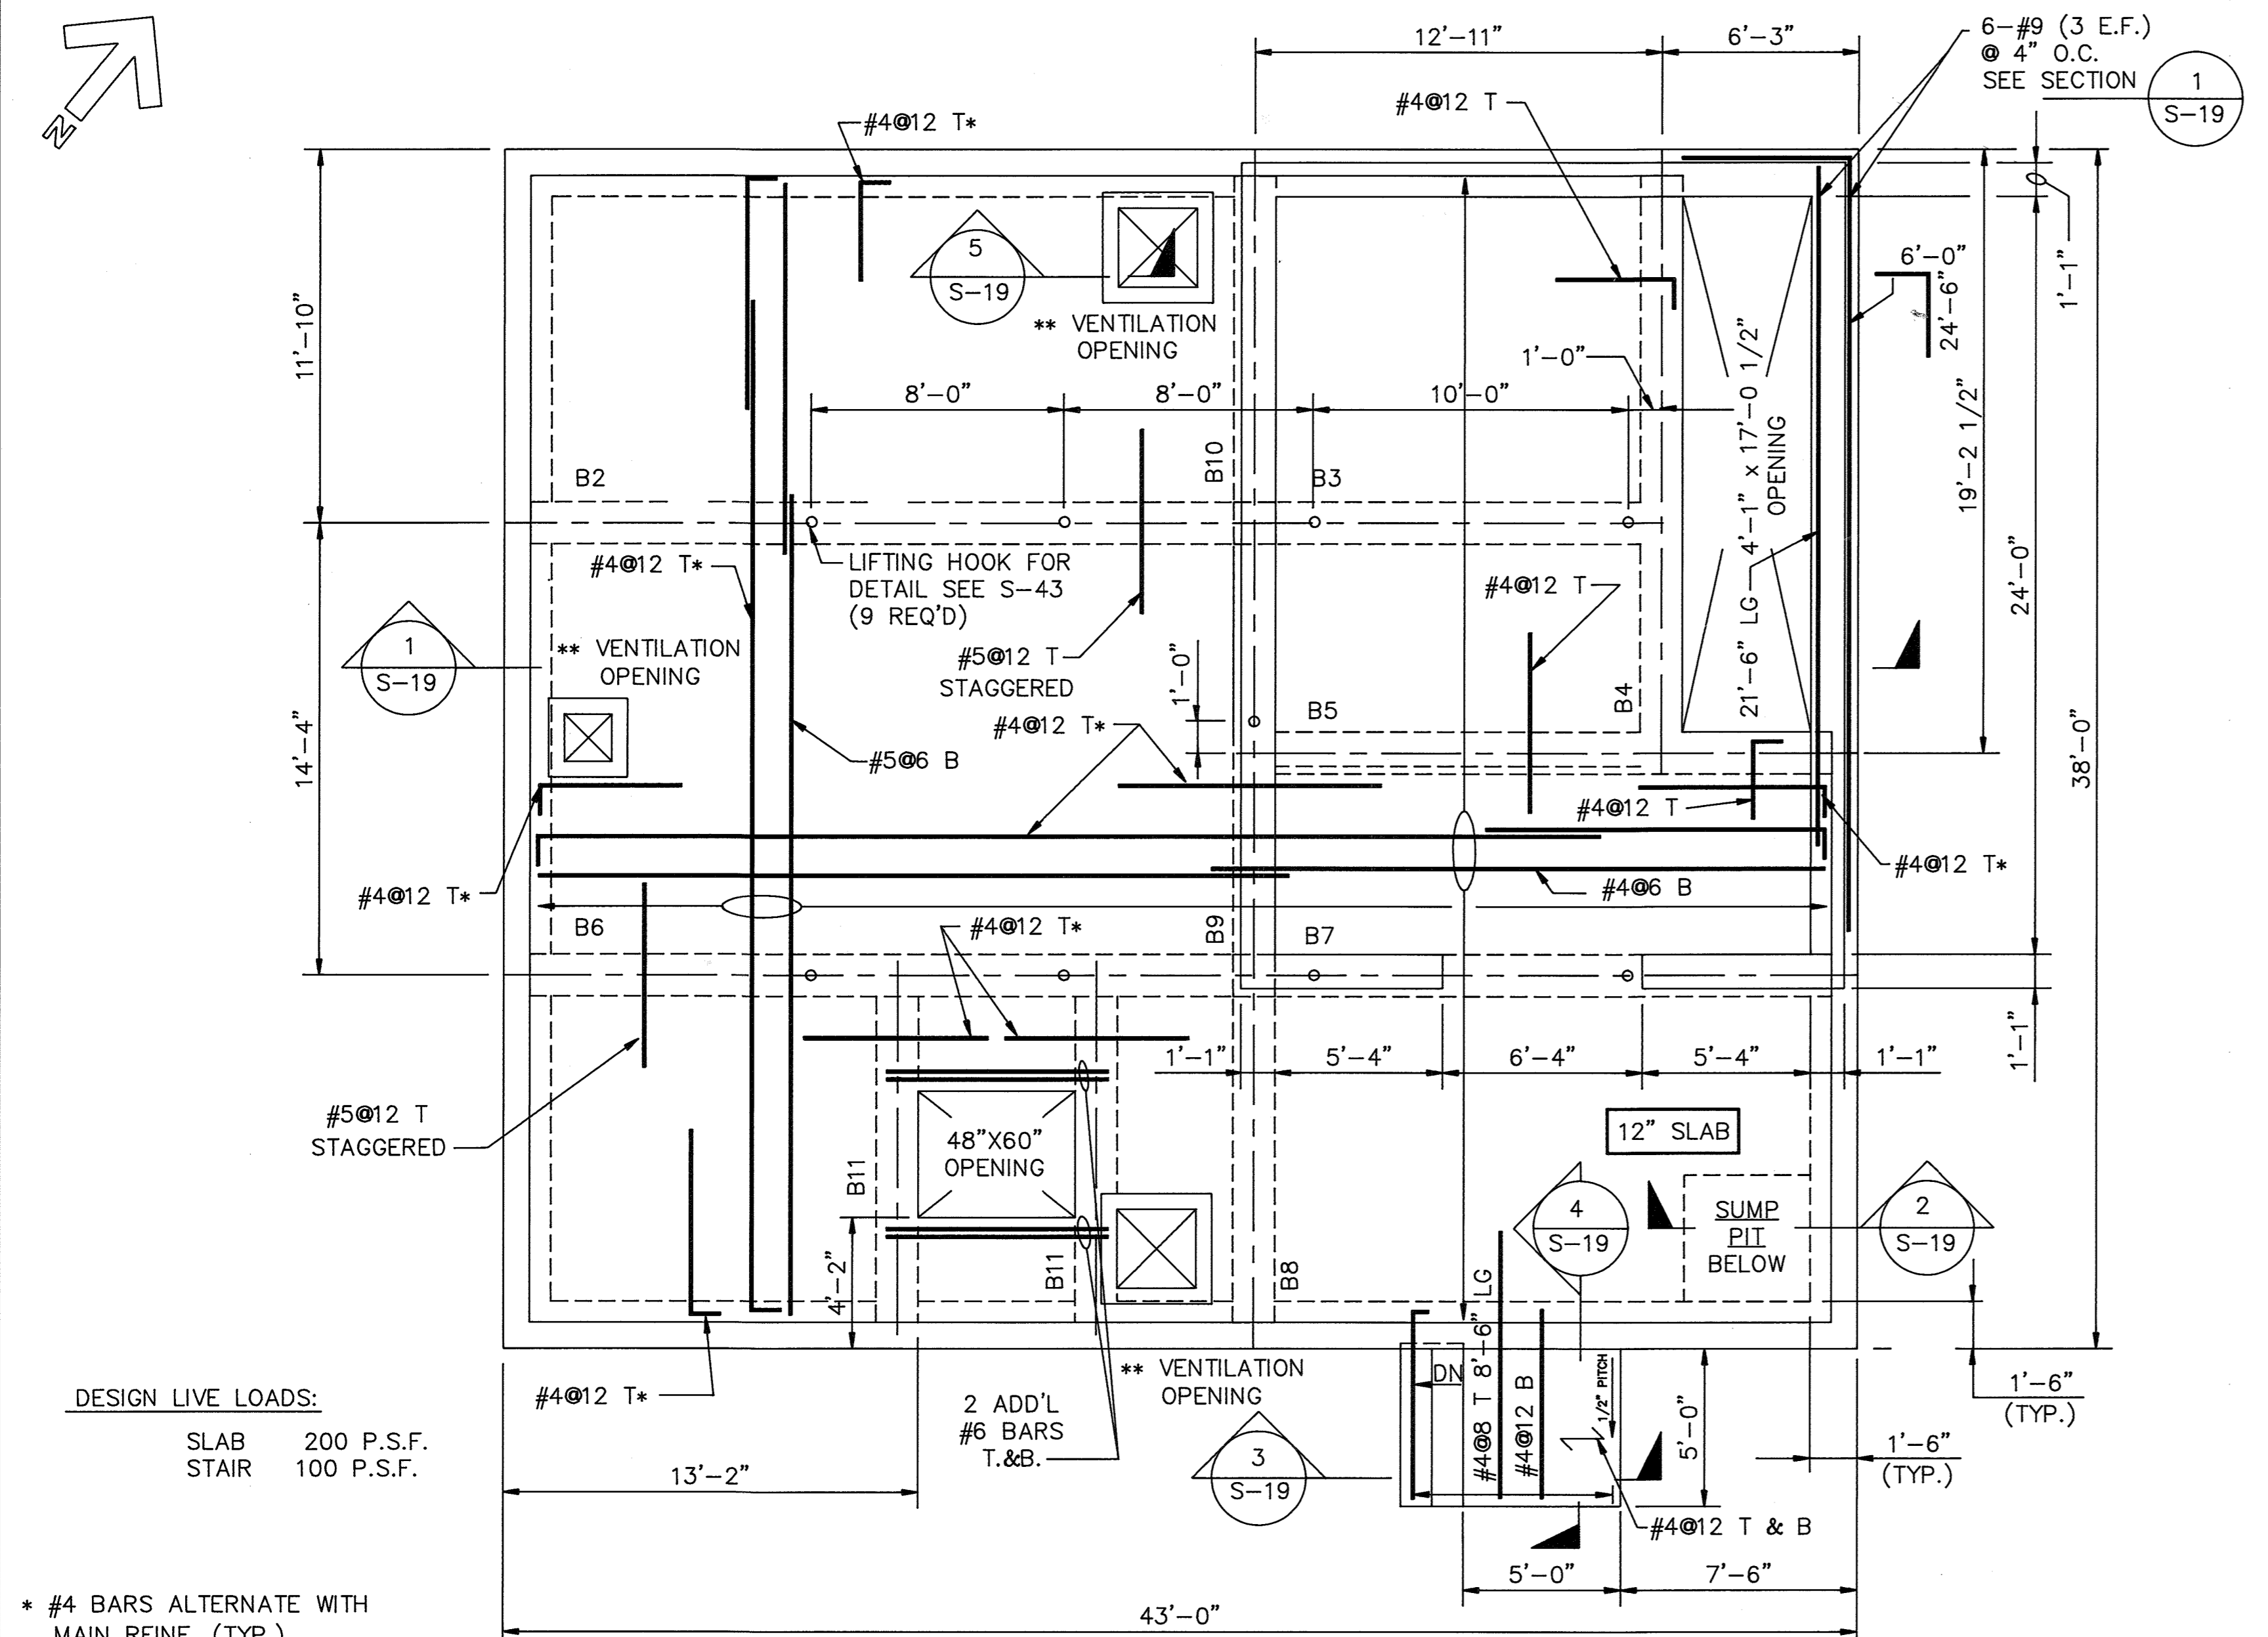 N
12'-11"
6'-3"
6-#9 (3 E.F.)
@ 4" O.C.
SEE SECTION
1
S-19
#4@12 T*
#4@12 T
11'-10"
5
S-19
** VENTILATION
OPENING
6'-0"
24'-6"
1'-1"
1'-0"
8'-0"
8'-0"
10'-0"
4'-1" x 17'-0 1/2"
OPENING
21'-6" LG
19'-2 1/2"
B2
B10
B3
24'-0"
38'-0"
#4@12 T*
LIFTING HOOK FOR
DETAIL SEE S-43
(9 REQ'D)
#4@12 T
1
S-19
** VENTILATION
OPENING
#5@12 T
STAGGERED
1'-0"
B5
B4
14'-4"
#4@12 T*
#5@6 B
#4@12 T
#4@12 T*
#4@12 T*
#4@6 B
B6
#4@12 T*
B9
B7
1'-1"
5'-4"
6'-4"
5'-4"
1'-1"
1'-1"
#5@12 T
STAGGERED
48"X60"
OPENING
12" SLAB
B11
4'-2"
B11
B8
4
S-19
SUMP
PIT
BELOW
2
S-19
#4@12 T*
** VENTILATION
OPENING
2 ADD'L
#6 BARS
T.&B.
DN
#4@8 T 8'-6" LG
#4@12 B
1/2" PITCH
5'-0"
1'-6"
(TYP.)
1'-6"
(TYP.)
DESIGN LIVE LOADS:
SLAB 200 P.S.F.
STAIR 100 P.S.F.
13'-2"
3
S-19
#4@12 T & B
5'-0"
7'-6"
43'-0"
* #4 BARS ALTERNATE WITH
MAIN REINF. (TYP.)